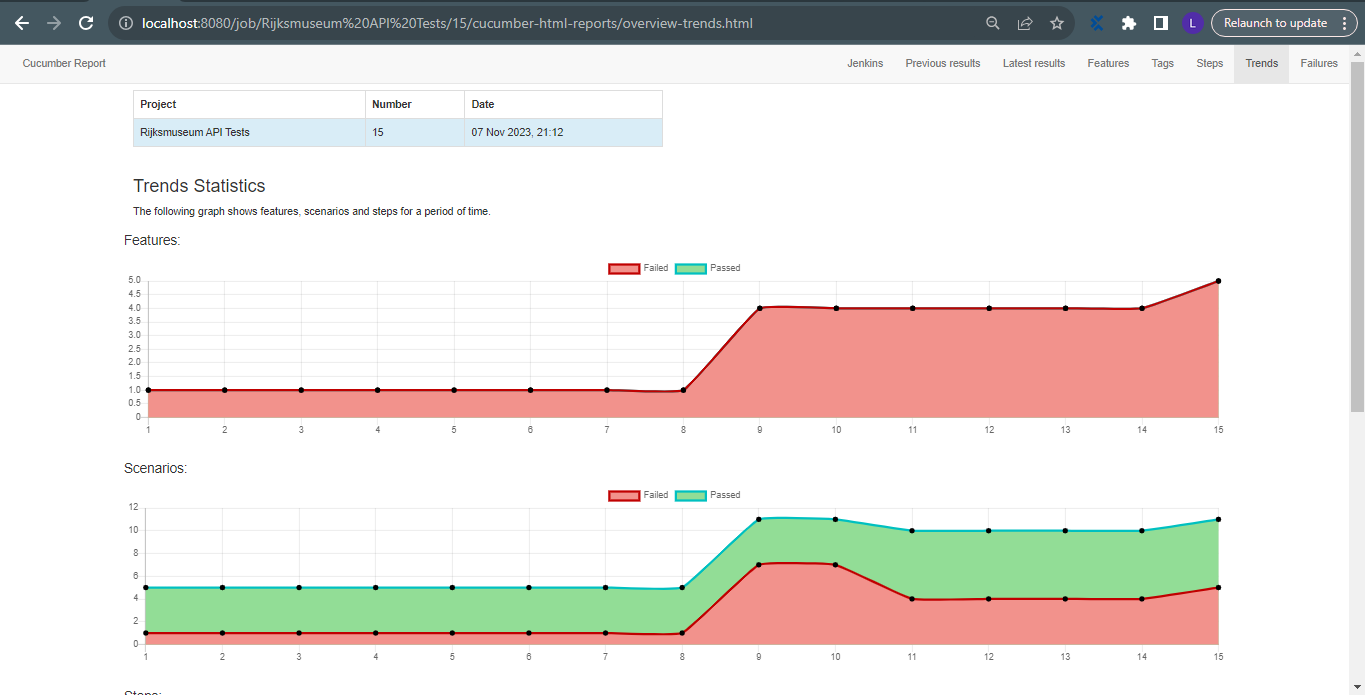 localhost:8080/job/Rijksmuseum%20API%20Tests/15/cucumber-html-reports/overview-trends.html
L
Relaunch to update
Cucumber Report
Jenkins Previous results Latest results Features Tags Steps Trends Failures
Project Number Date
Rijksmuseum API Tests 15 07 Nov 2023, 21:12
Trends Statistics
The following graph shows features, scenarios and steps for a period of time.
Features:
Failed Passed
5.0
4.5
4.0
3.5
3.0
2.5
2.0
1.5
1.0
0.5
0
1 2 3 4 5 6 7 8 9 10 11 12 13 14 15
Scenarios:
Failed Passed
12
10
8
6
4
2
0
1 2 3 4 5 6 7 8 9 10 11 12 13 14 15
Steps: